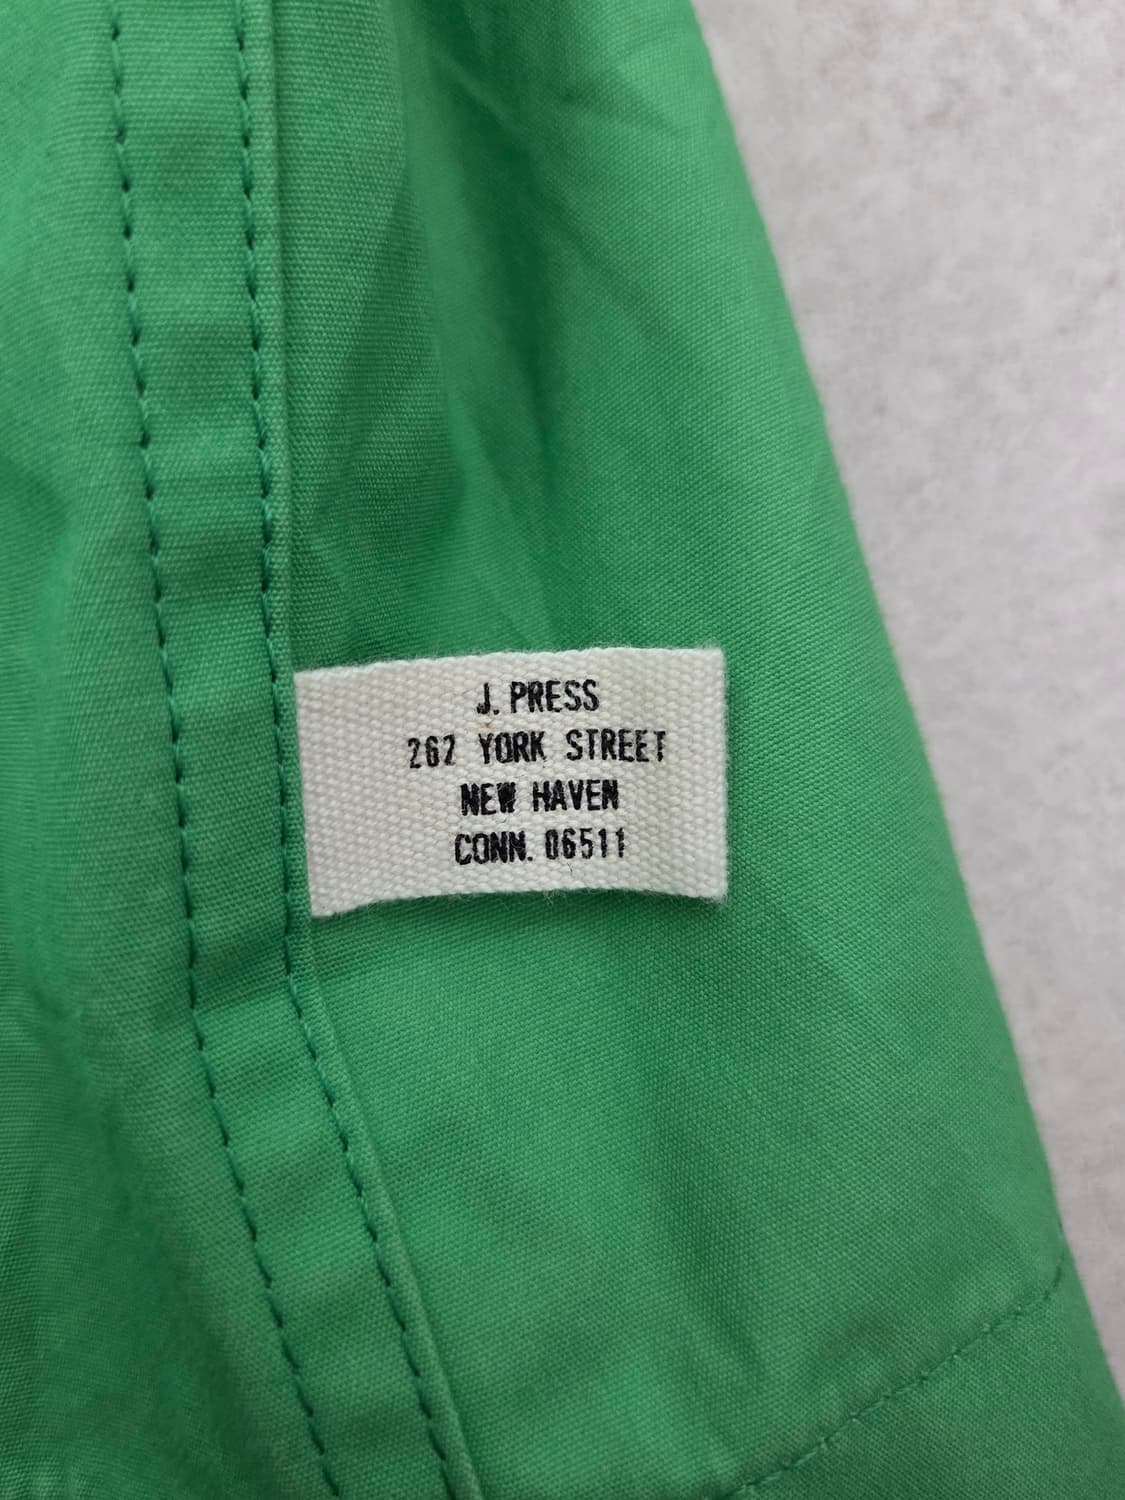 J. PRESS
262 YORK STREET
NEW HAVEN
CONN. 06511